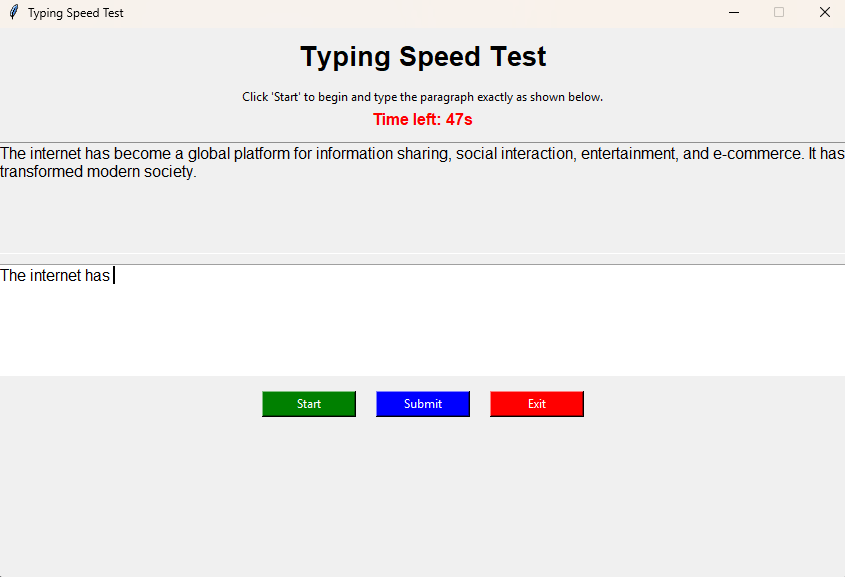 Typing Speed Test
Typing Speed Test
Click 'Start' to begin and type the paragraph exactly as shown below.
Time left: 47s
The internet has become a global platform for information sharing, social interaction, entertainment, and e-commerce. It has
transformed modern society.
The internet has
Start
Submit
Exit